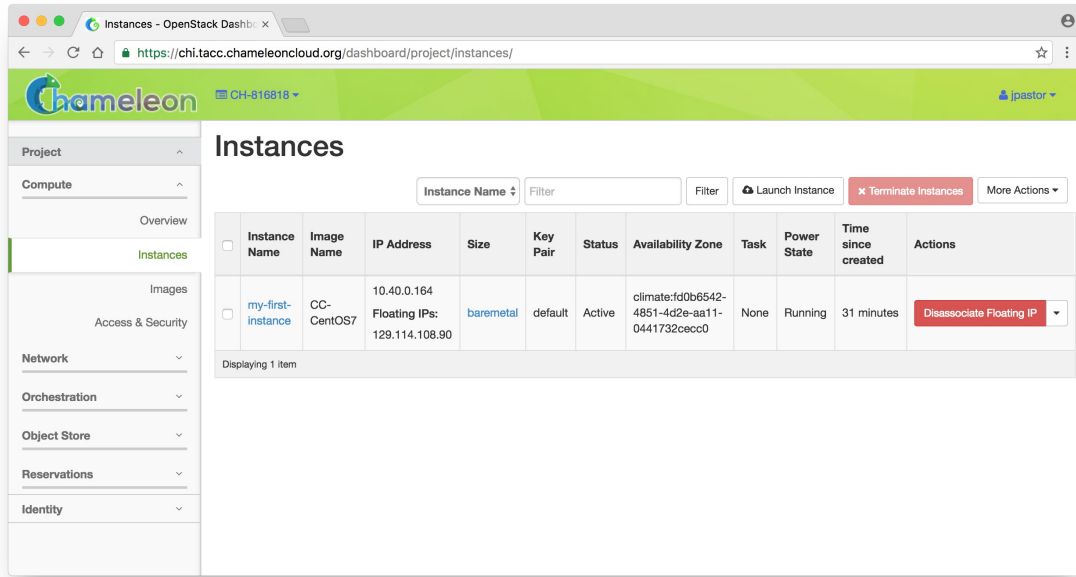 Instances - OpenStack Dashbo
https://chi.tacc.chameleoncloud.org/dashboard/project/instances/
Chameleon
CH-816818
jpastor
Project
Compute
Overview
Instances
Images
Access & Security
Network
Orchestration
Object Store
Reservations
Identity
Instances
Instance Name Filter Filter Launch Instance Terminate Instances More Actions
Instance Name Image Name IP Address Size Key Pair Status Availability Zone Task Power State Time since created Actions
my-first-instance CC-CentOS7 10.40.0.164 Floating IPs: 129.114.108.90 baremetal default Active climate:fd0b6542-4851-4d2e-aa11-0441732cecc0 None Running 31 minutes Disassociate Floating IP
Displaying 1 item